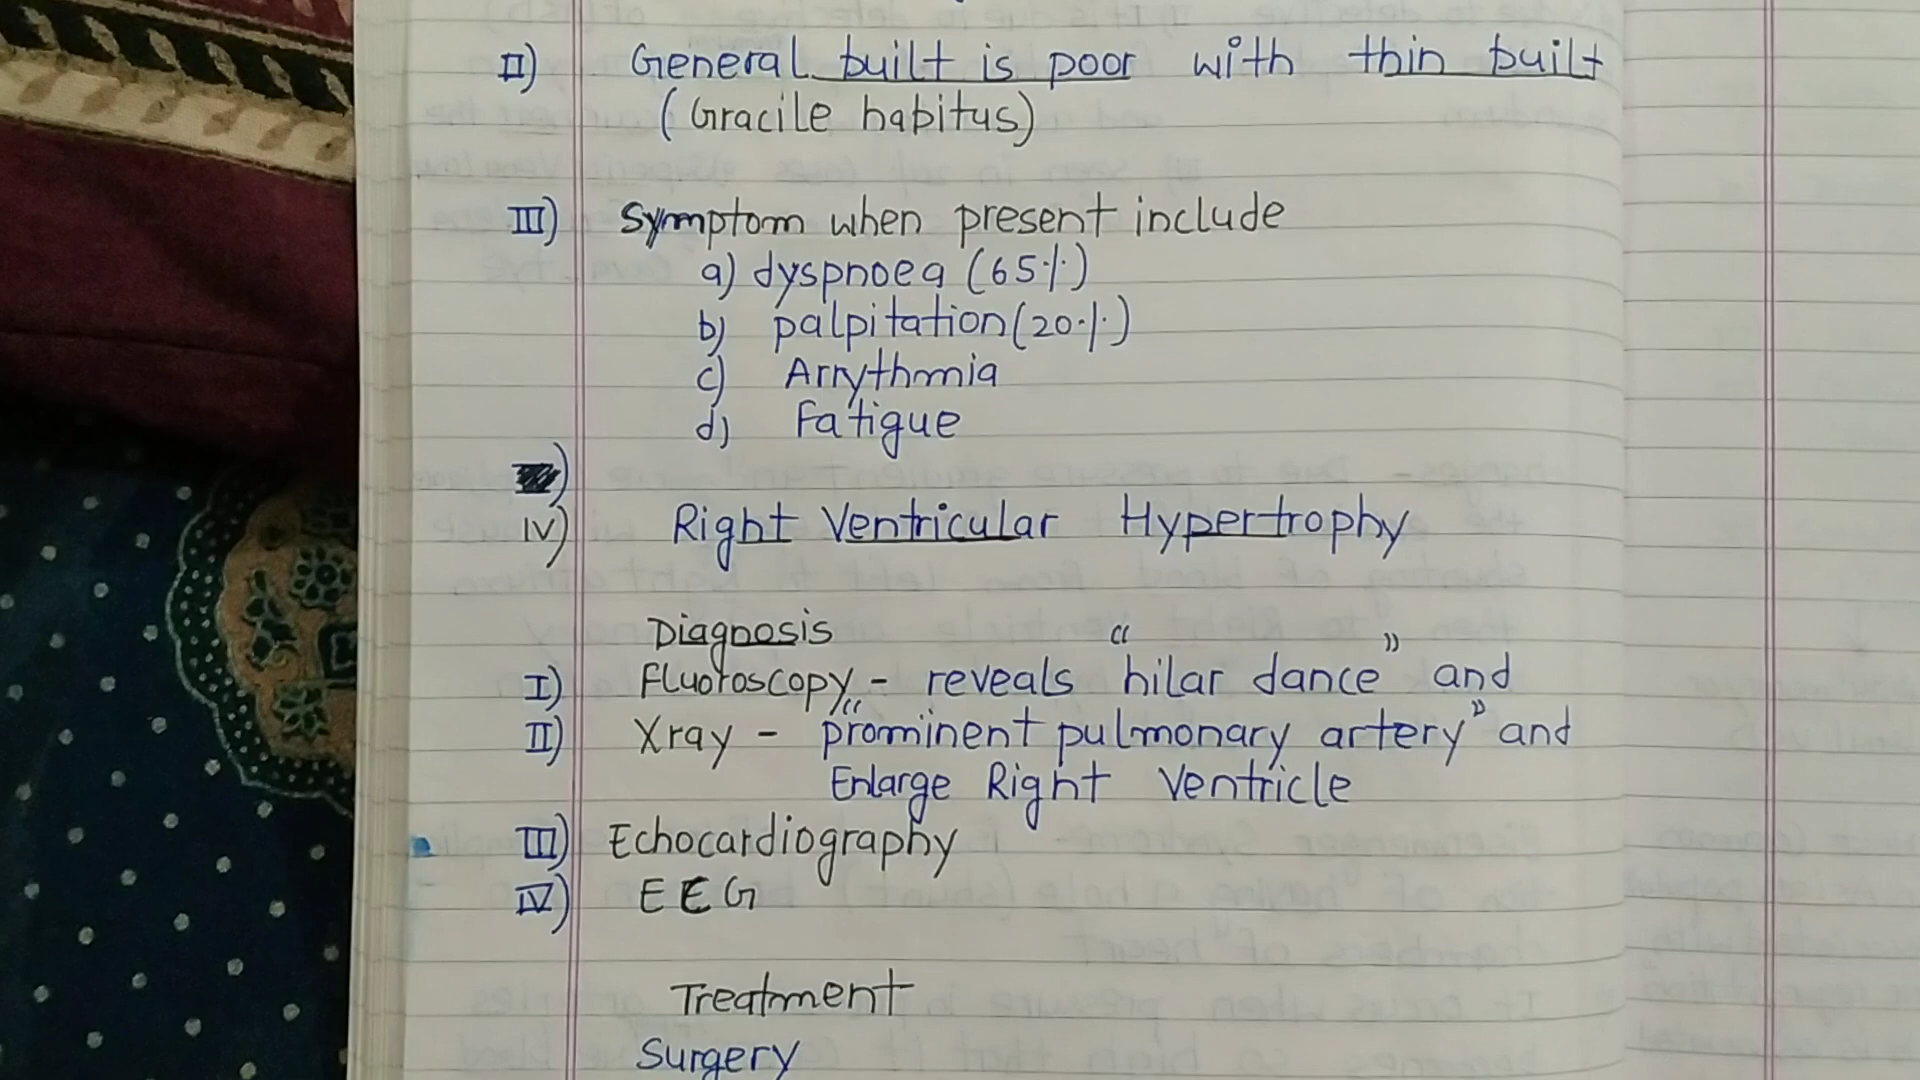 II) General built is poor with thin built
(Gracile habitus)
III) Symptom when present include
a) dyspnoea (65%)
b) palpitation (20%)
c) Arrythmia
d) Fatigue
)
IV) Right Ventricular Hypertrophy
Diagnosis
I) Fluoroscopy - reveals "hilar dance" and
II) Xray - "prominent pulmonary artery" and
Enlarge Right Ventricle
III) Echocardiography
IV) EEG
Treatment
Surgery